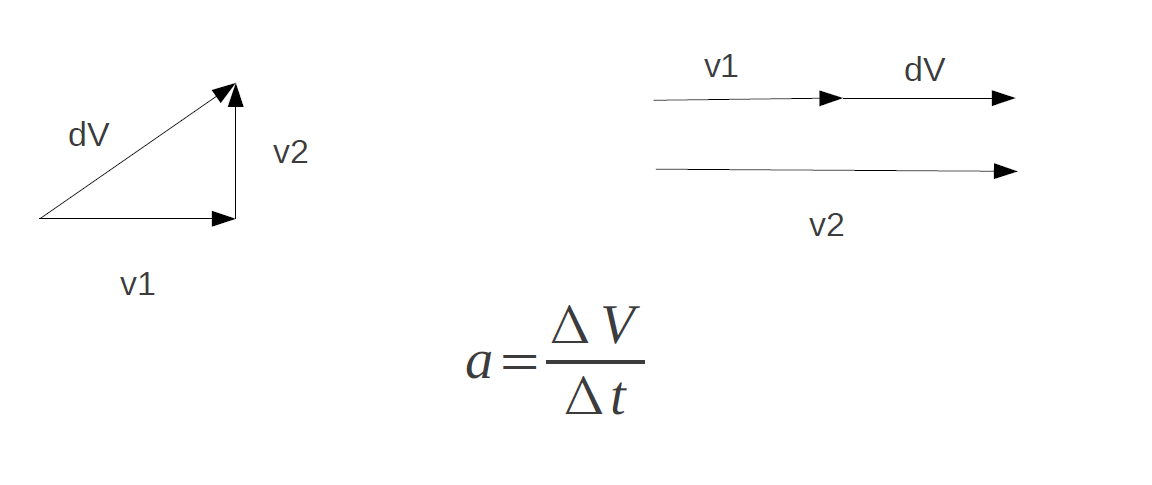 v1
dV
dV
v2
v2
v1
a = ΔV/Δt